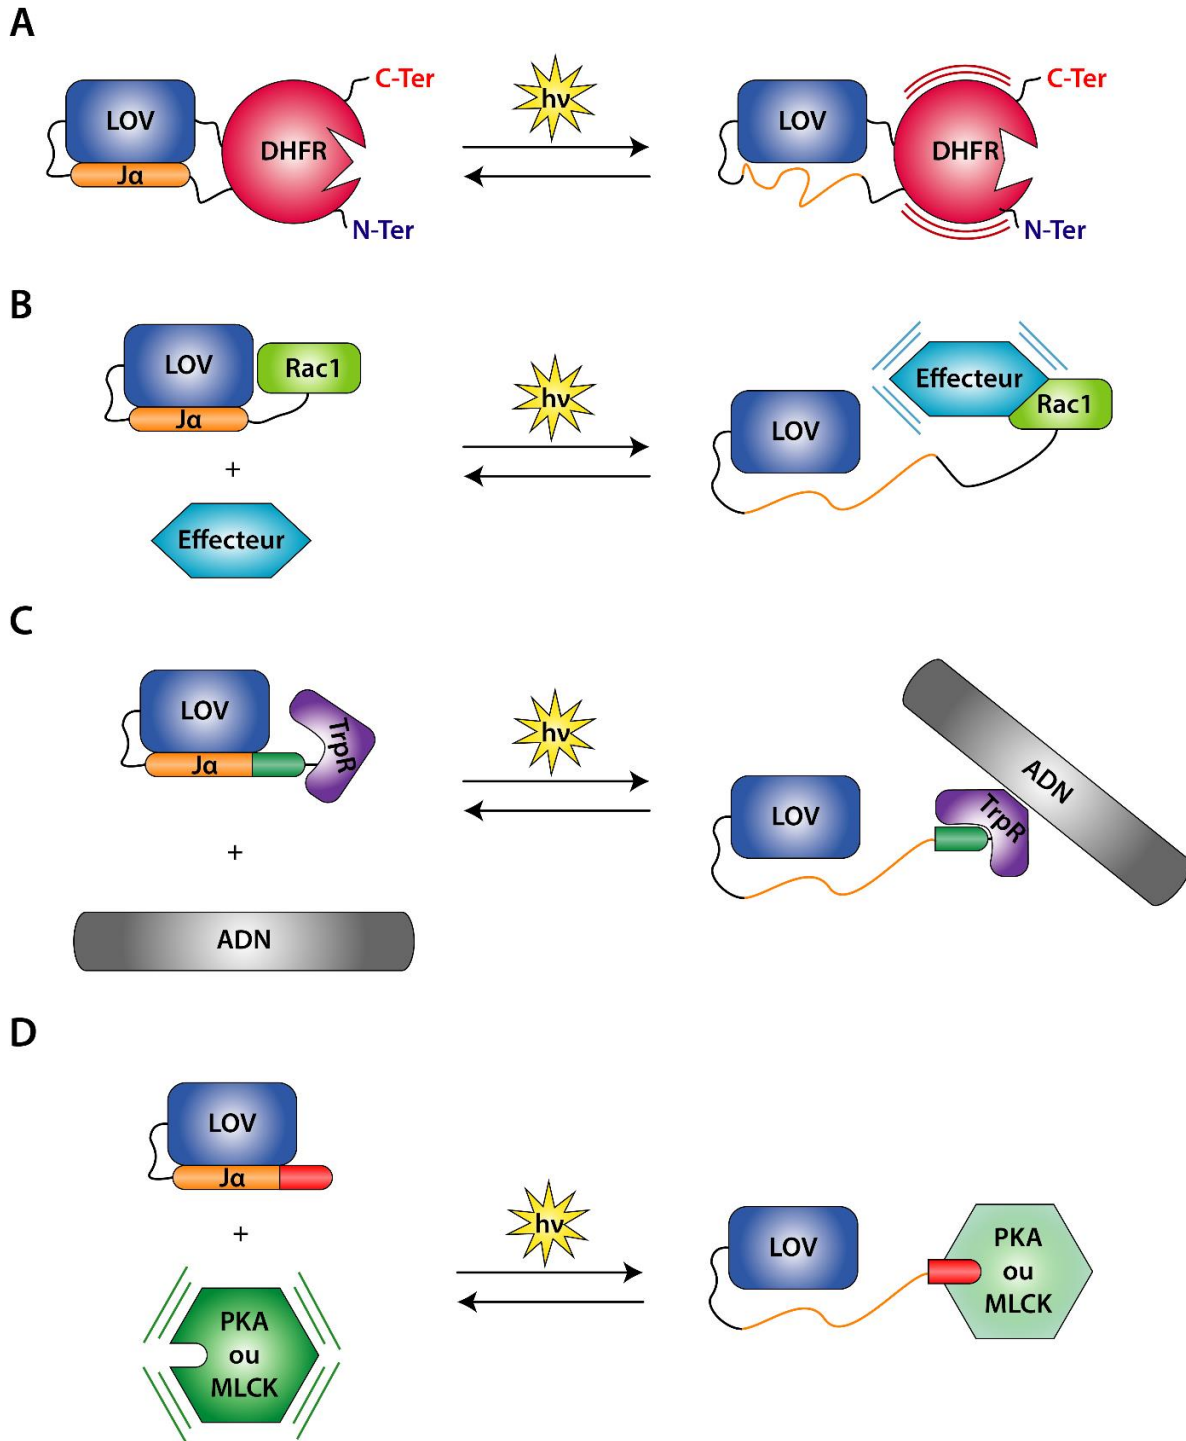 A
LOV
Jα
DHFR
C-Ter
N-Ter
hν
LOV
DHFR
C-Ter
N-Ter
B
LOV
Rac1
Jα
+
Effecteur
hν
LOV
Effecteur
Rac1
C
LOV
Jα
TrpR
+
ADN
hν
LOV
TrpR
ADN
D
LOV
Jα
+
PKA
ou
MLCK
hν
LOV
PKA
ou
MLCK